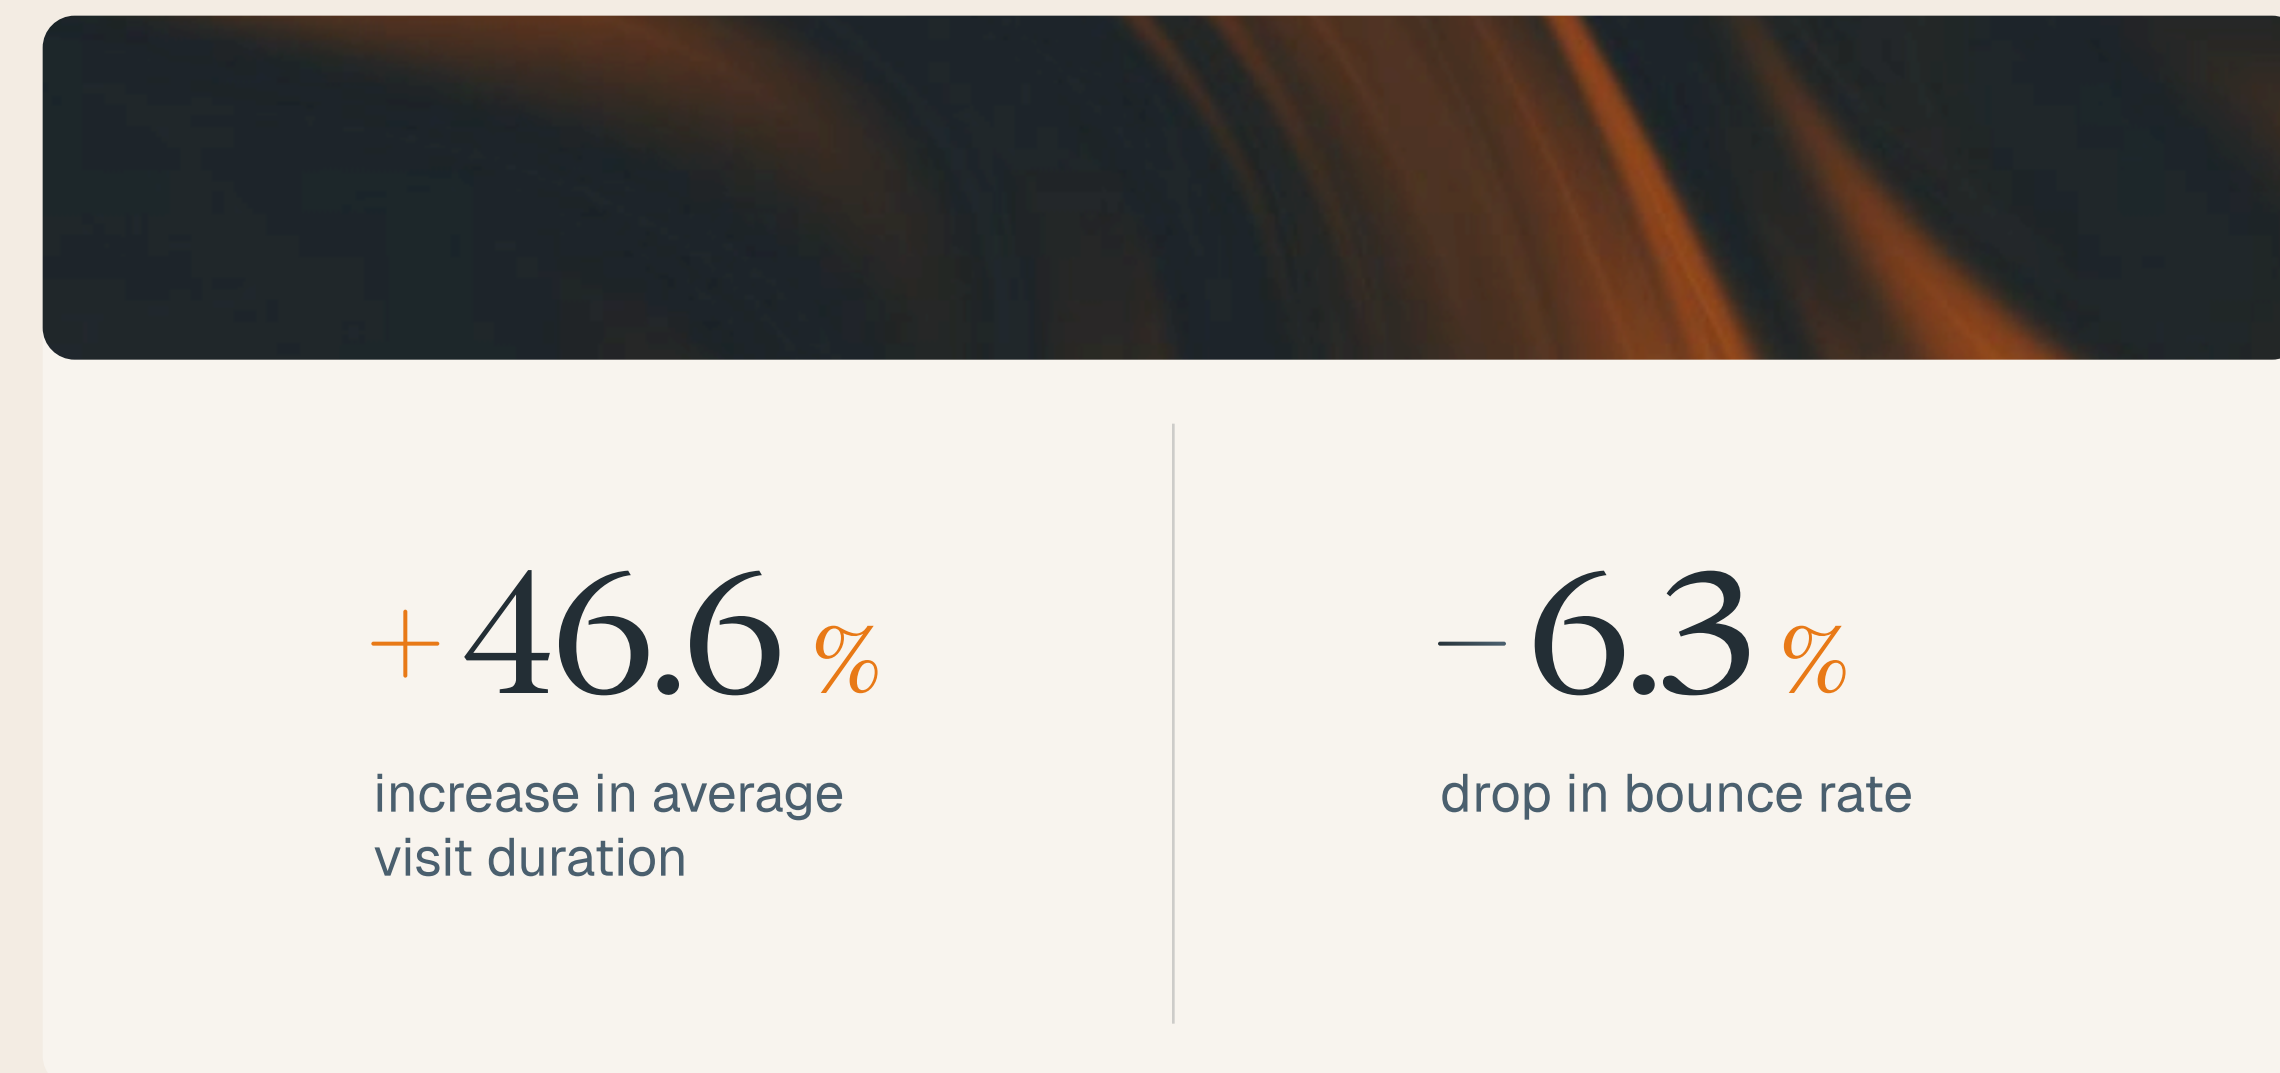 + 46.6 %
increase in average
visit duration
— 6.3 %
drop in bounce rate